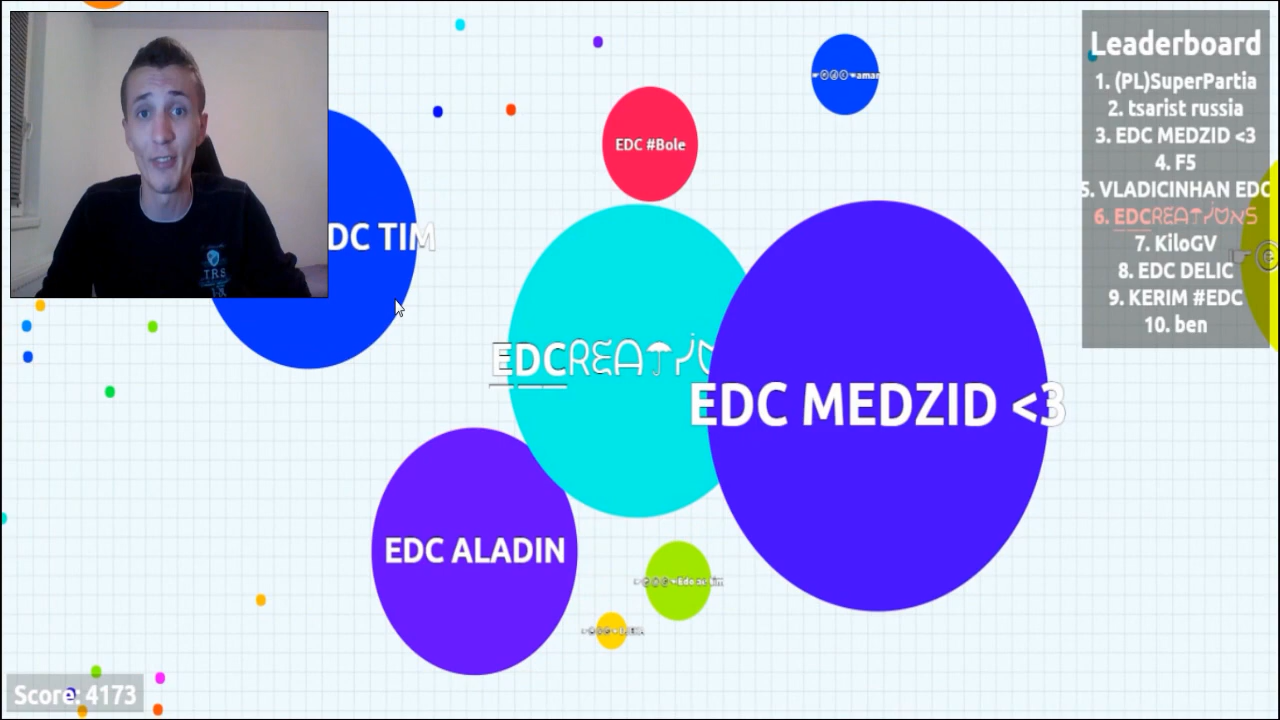 Leaderboard
1. (PL)SuperPartia
2. tsarist russia
3. EDC MEDZID <3
4. F5
5. VLADICINHAN EDC
6. EDCREATIONS
7. KiloGV
8. EDC DELIC
9. KERIM #EDC
10. ben
EDC #Bole
DC TIM
TRS
EDCREATIO
EDC MEDZID <3
EDC ALADIN
Score: 4173